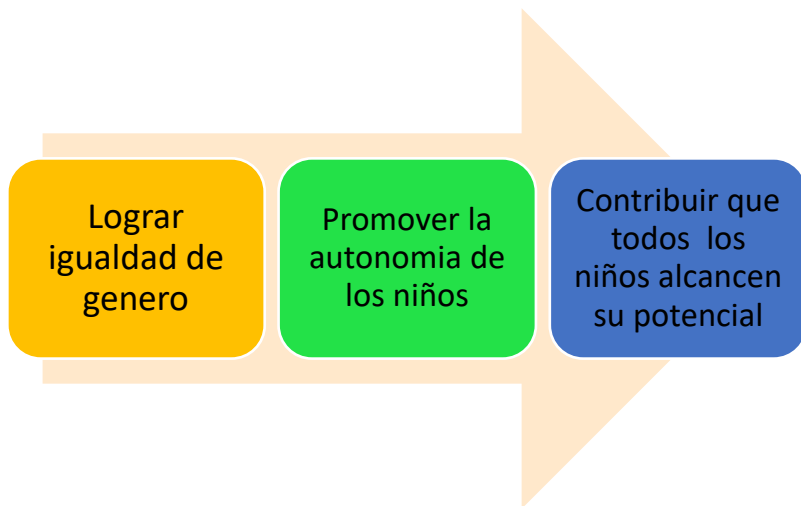 Lograr
igualdad de
genero
Promover la
autonomia de
los niños
Contribuir que
todos  los
niños alcancen
su potencial